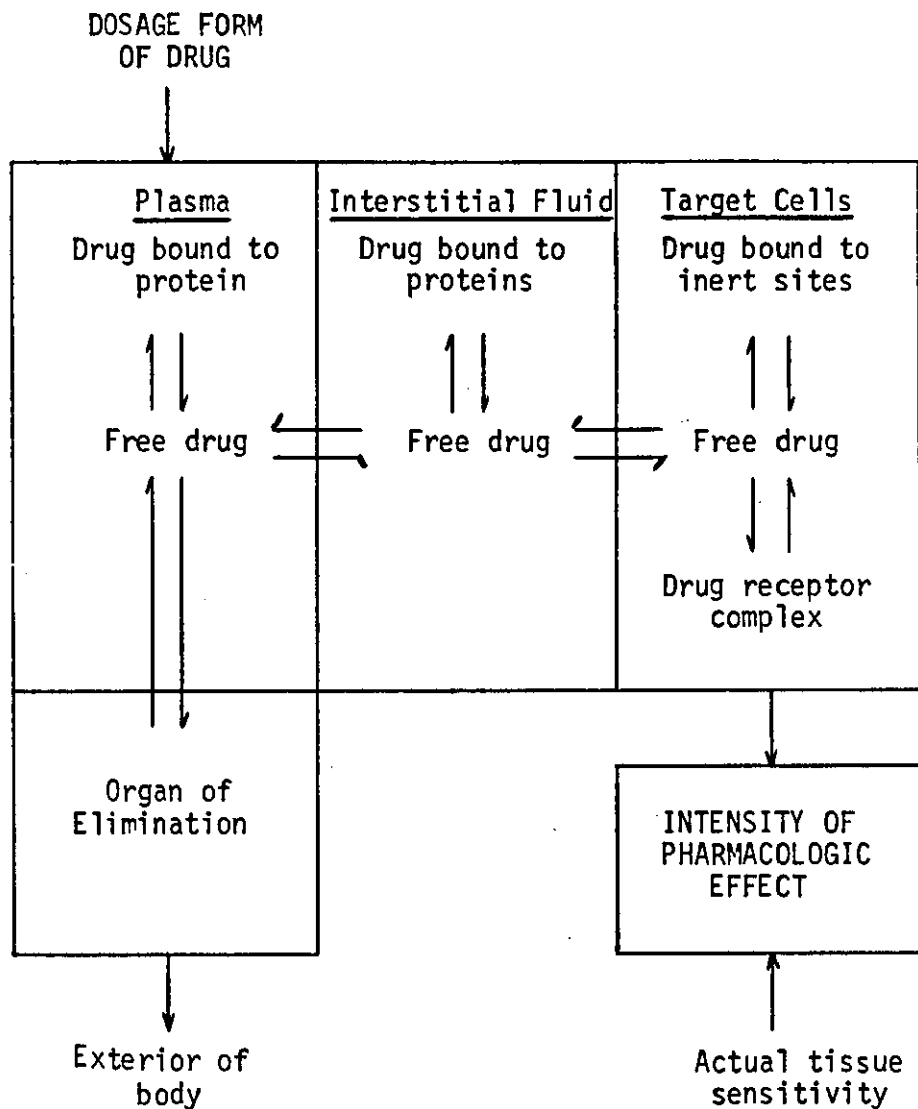 DOSAGE FORM
OF DRUG
Plasma
Drug bound to
protein
Free drug
Interstitial Fluid
Drug bound to
proteins
Free drug
Target Cells
Drug bound to
inert sites
Free drug
Drug receptor
complex
Organ of
Elimination
Exterior of
body
INTENSITY OF
PHARMACOLOGIC
EFFECT
Actual tissue
sensitivity